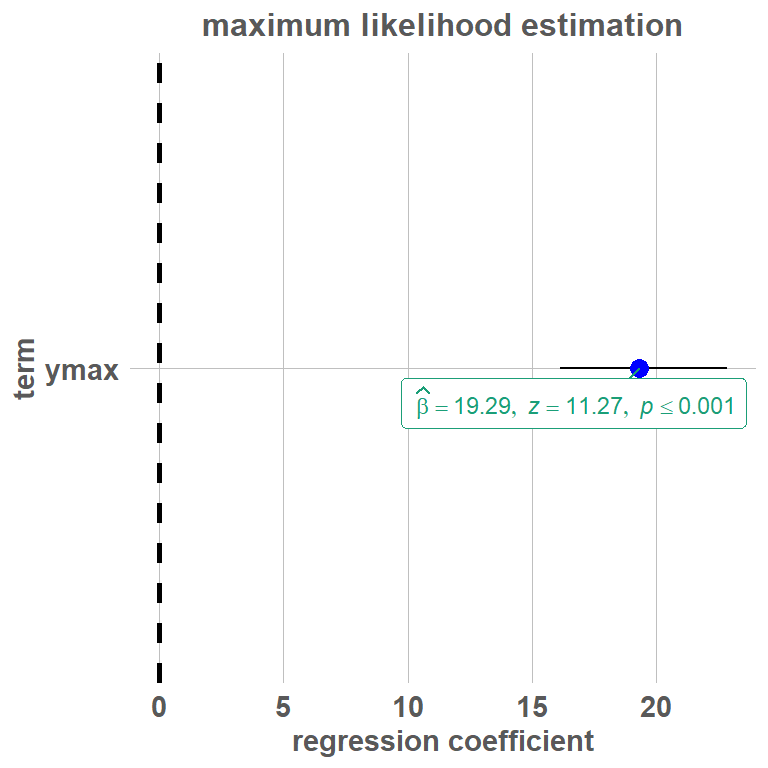 maximum likelihood estimation
term
ymax
β̂ = 19.29, z = 11.27, p ≤ 0.001
0 5 10 15 20
regression coefficient